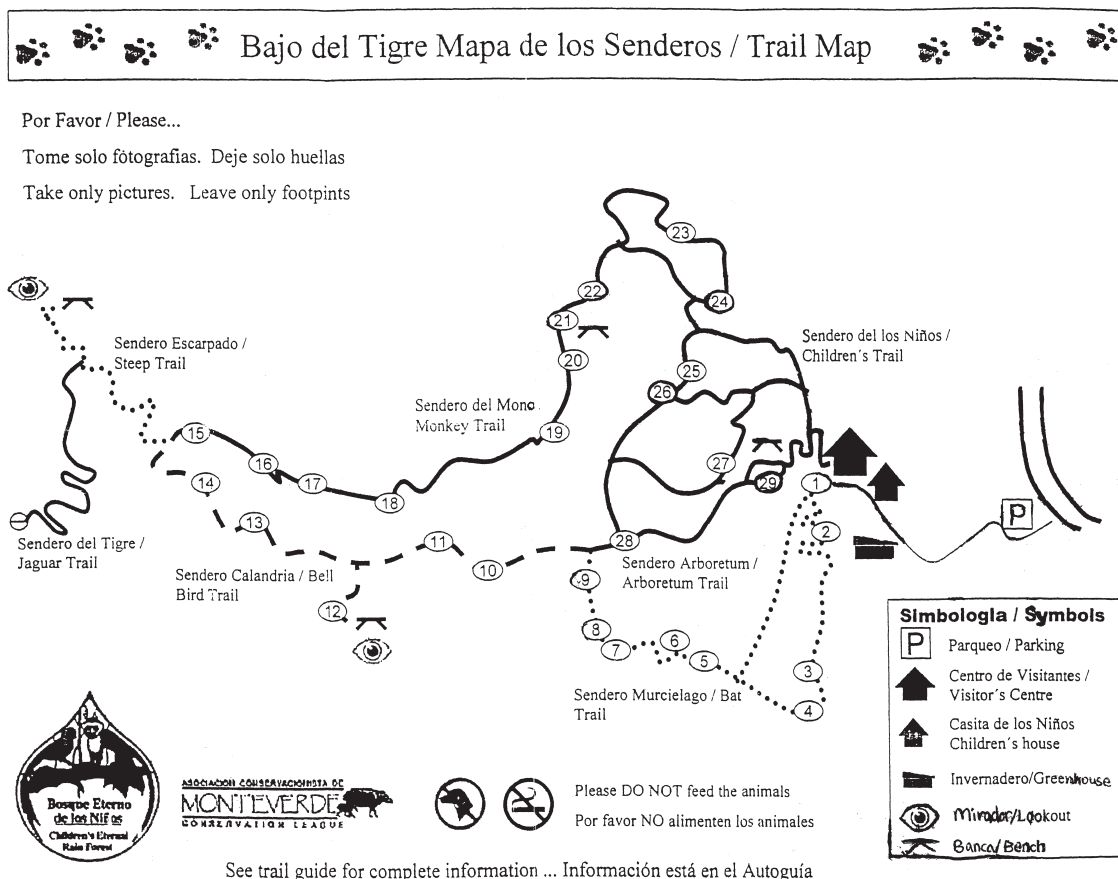 Bajo del Tigre Mapa de los Senderos / Trail Map
Por Favor / Please...
Tome solo fótografias. Deje solo huellas
Take only pictures. Leave only footpints
23
22
24
21
20
Sendero Escarpado /
Steep Trail
Sendero del los Niños /
Children´s Trail
25
26
Sendero del Mono
Monkey Trail
19
15
16
17
18
14
13
27
29
1
2
P
28
11
10
12
9
8
7
6
5
3
4
Sendero del Tigre /
Jaguar Trail
Sendero Calandria / Bell
Bird Trail
Sendero Arboretum /
Arboretum Trail
Sendero Murcielago / Bat
Trail
Simbologia / Symbols
P
Parqueo / Parking
Centro de Visitantes /
Visitor´s Centre
Casita de los Niños
Children´s house
Invernadero/Greenhouse
Mirador/Lookout
Banca/Bench
Bosque Eterno
de los Niños
Children's Eternal
Rain Forest
ASOCIACION CONSERVACIONISTA DE
MONTEVERDE
CONSERVATION LEAGUE
Please DO NOT feed the animals
Por favor NO alimenten los animales
See trail guide for complete information ... Información está en el Autoguía